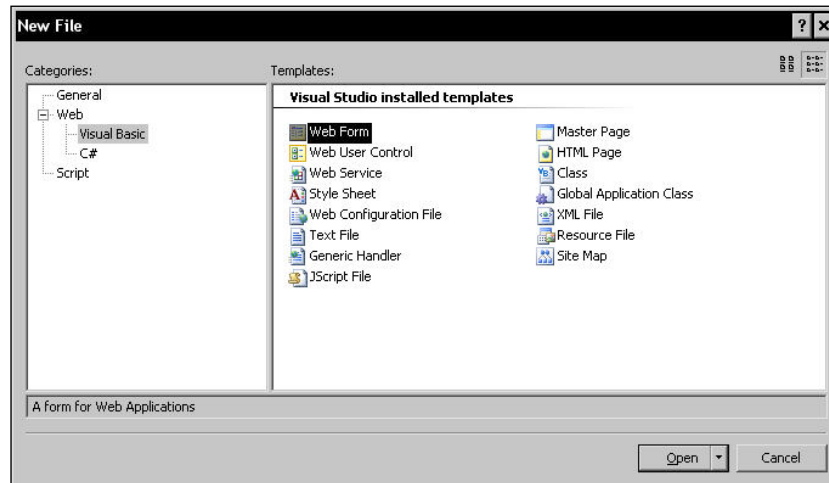 New File
Categories:
Templates:
General
Web
Visual Basic
C#
Script
Visual Studio installed templates
Web Form
Web User Control
Web Service
Style Sheet
Web Configuration File
Text File
Generic Handler
JScript File
Master Page
HTML Page
Class
Global Application Class
XML File
Resource File
Site Map
A form for Web Applications
Open
Cancel